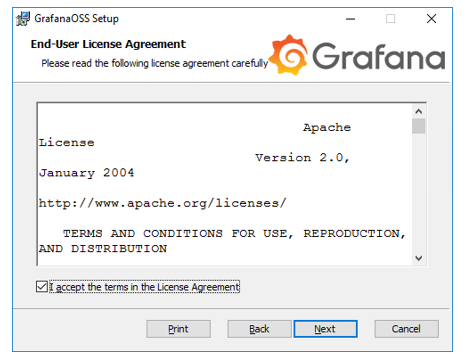 GrafanaOSS Setup
End-User License Agreement
Please read the following license agreement carefully
Grafana
Apache
License
Version 2.0,
January 2004
http://www.apache.org/licenses/
TERMS AND CONDITIONS FOR USE, REPRODUCTION,
AND DISTRIBUTION
I accept the terms in the License Agreement
Print Back Next Cancel